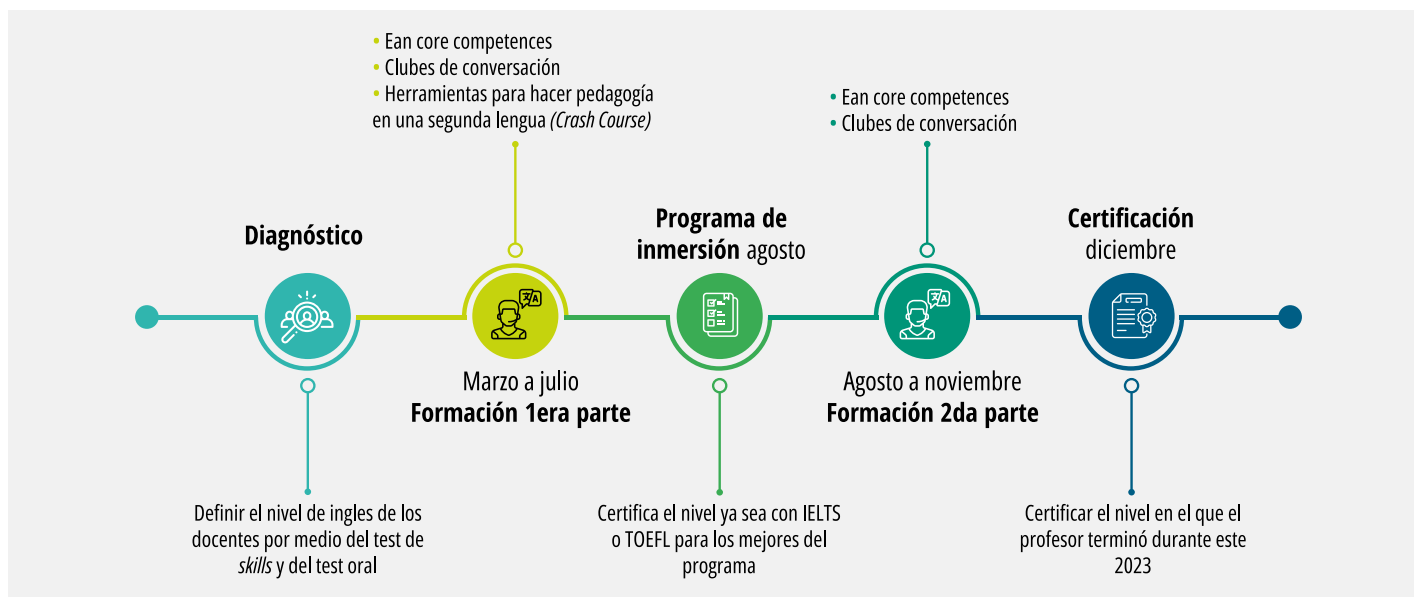 Diagnóstico
Definir el nivel de ingles de los
docentes por medio del test de
skills y del test oral
• Ean core competences
• Clubes de conversación
• Herramientas para hacer pedagogía
en una segunda lengua (Crash Course)
Marzo a julio
Formación 1era parte
Programa de
inmersión agosto
Certifica el nivel ya sea con IELTS
o TOEFL para los mejores del
programa
• Ean core competences
• Clubes de conversación
Agosto a noviembre
Formación 2da parte
Certificación
diciembre
Certificar el nivel en el que el
profesor terminó durante este
2023